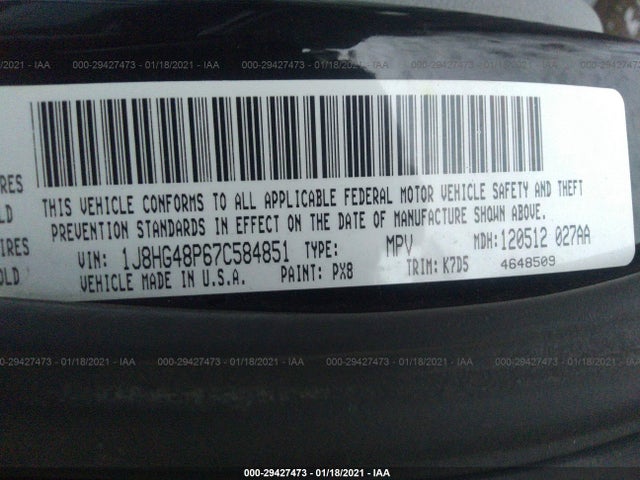 000-29427473 - 01/18/2021 - IAA
THIS VEHICLE CONFORMS TO ALL APPLICABLE FEDERAL MOTOR VEHICLE SAFETY AND THEFT
PREVENTION STANDARDS IN EFFECT ON THE DATE OF MANUFACTURE SHOWN ABOVE.
VIN: 1J8HG48P67C584851 TYPE: MPV MDH: 120512 027AA
VEHICLE MADE IN U.S.A. PAINT: PX8 TRIM: K7D5 4648509
000-29427473 - 01/18/2021 - IAA
000-29427473 - 01/18/2021 - IAA